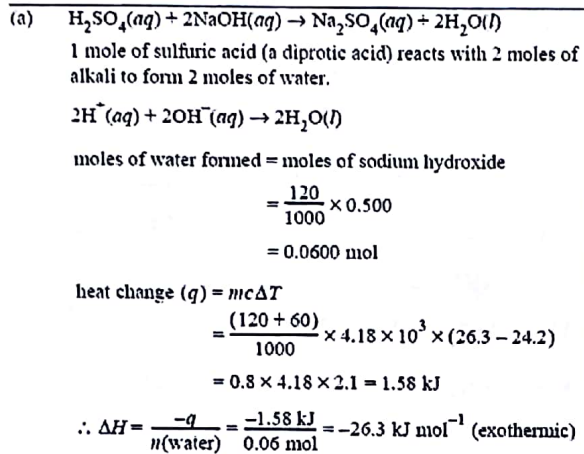 (a) H₂SO₄(aq) + 2NaOH(aq) → Na₂SO₄(aq) + 2H₂O(l)
1 mole of sulfuric acid (a diprotic acid) reacts with 2 moles of
alkali to form 2 moles of water.
2H⁺(aq) + 2OH⁻(aq) → 2H₂O(l)
moles of water formed = moles of sodium hydroxide
= 120/1000 × 0.500
= 0.0600 mol
heat change (q) = mcΔT
= (120 + 60)/1000 × 4.18 × 10³ × (26.3 – 24.2)
= 0.8 × 4.18 × 2.1 = 1.58 kJ
∴ ΔH = –q/n(water) = –1.58 kJ/0.06 mol = –26.3 kJ mol⁻¹ (exothermic)